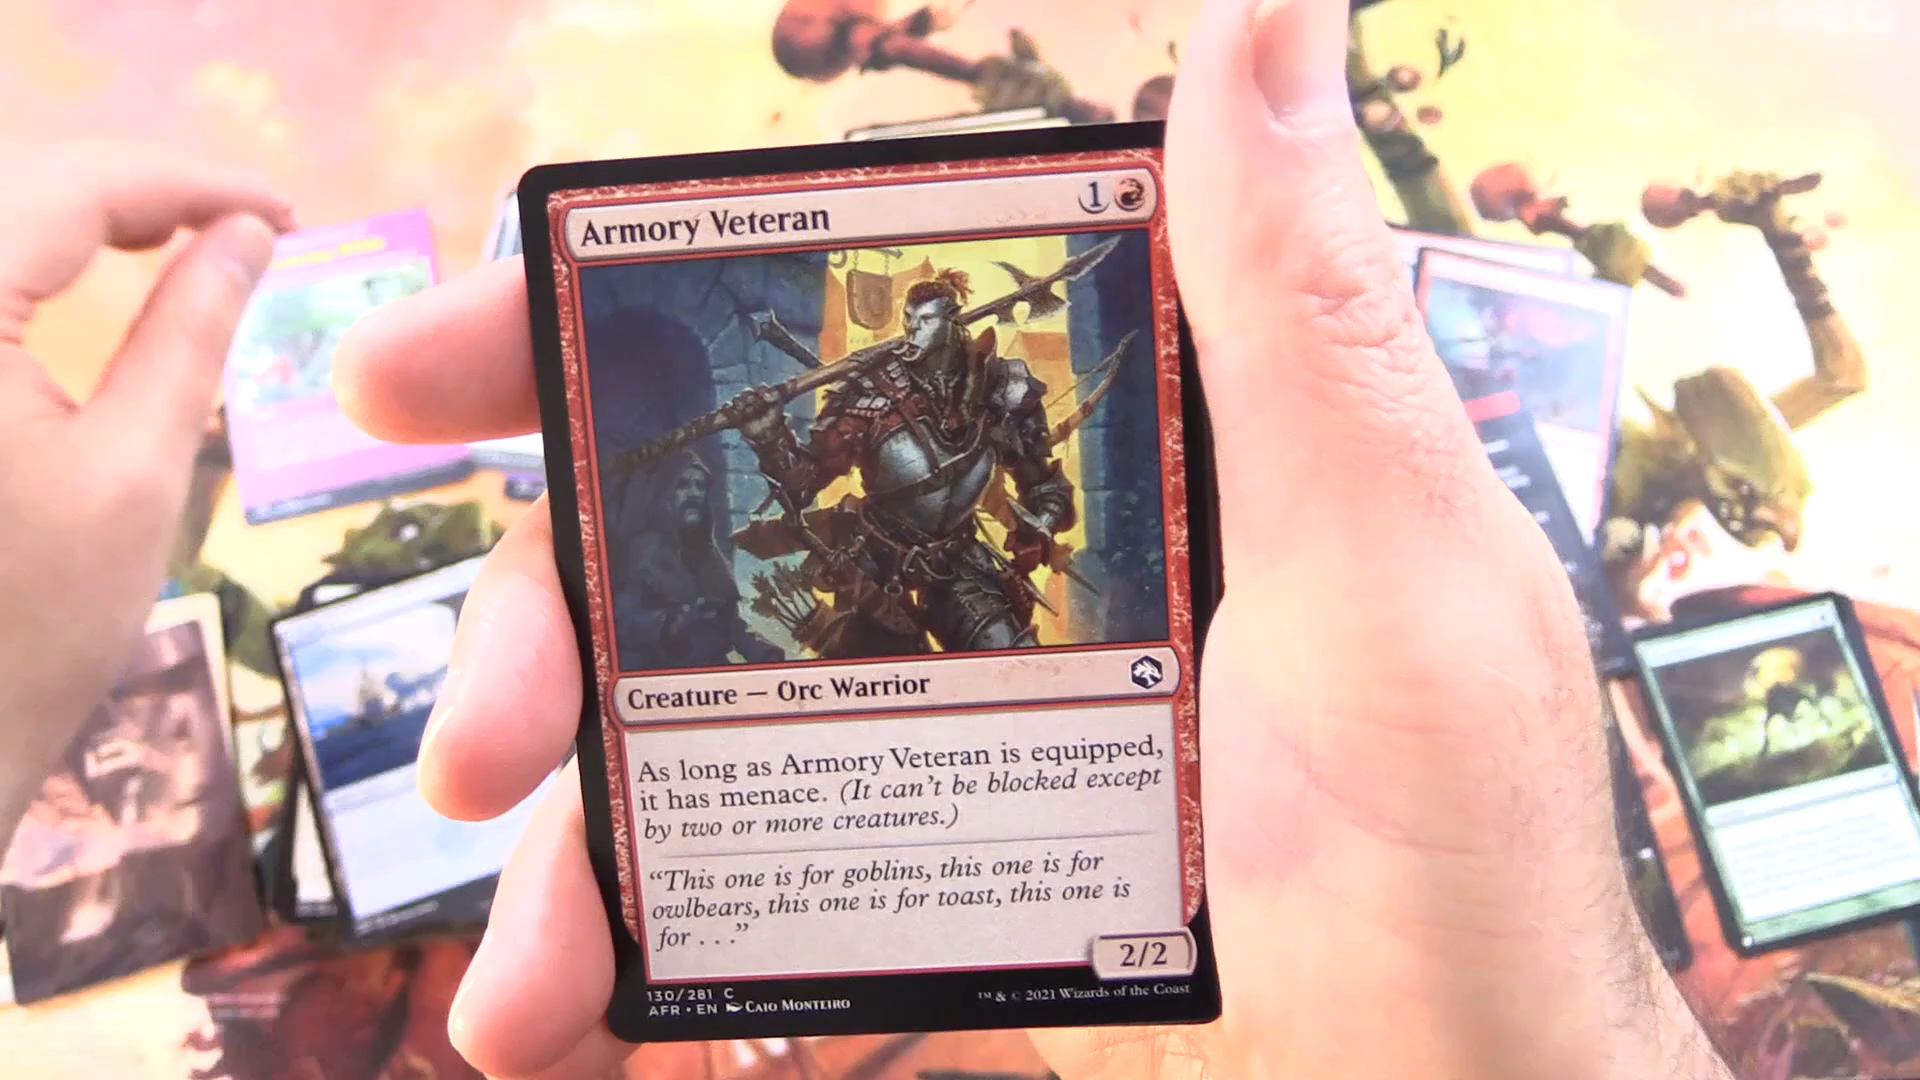 Armory Veteran 1
Creature — Orc Warrior
As long as Armory Veteran is equipped,
it has menace. (It can't be blocked except
by two or more creatures.)
“This one is for goblins, this one is for
owlbears, this one is for toast, this one is
for . . .”
2/2
130/281 C
AFR • EN Caio Monteiro
™ & © 2021 Wizards of the Coast